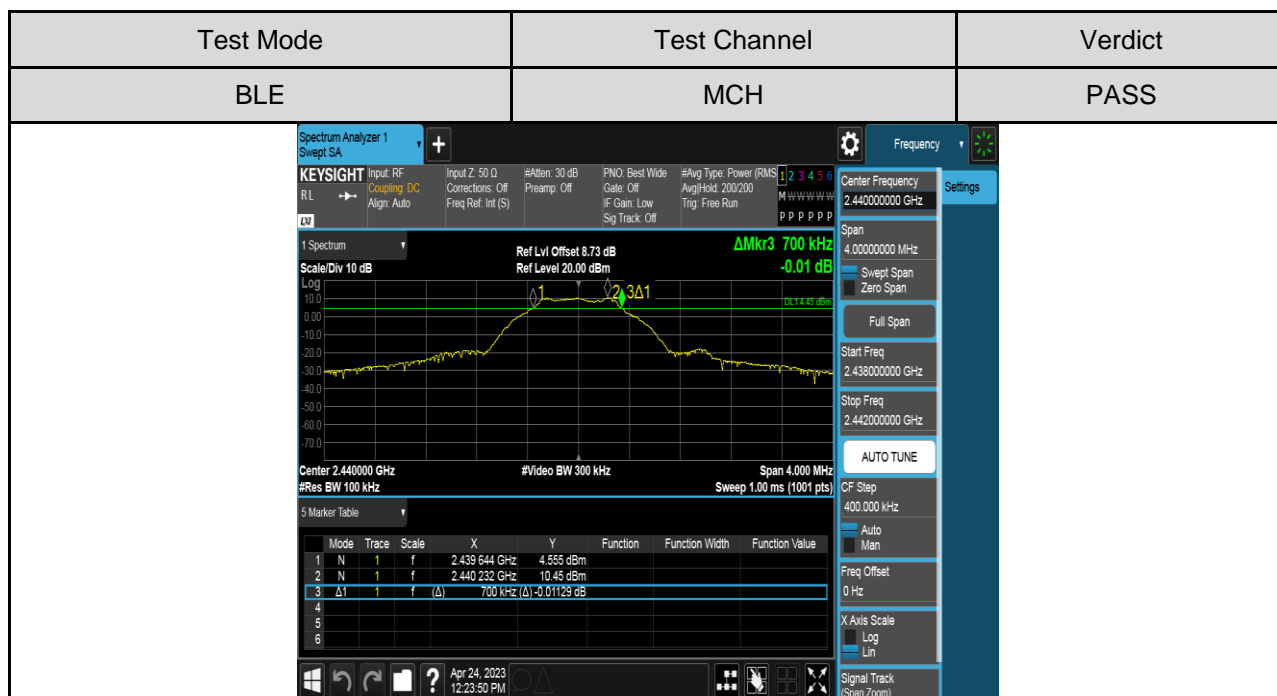 Test Mode Test Channel Verdict
BLE MCH PASS
Spectrum Analyzer 1
Swept SA
+
Frequency
KEYSIGHT Input: RF Input Z: 50 Ω #Atten: 30 dB PNO: Best Wide #Avg Type: Power (RMS 1 2 3 4 5 6
RL Coupling: DC Corrections: Off Preamp: Off Gate: Off Avg|Hold: 200/200 M W W W W W
Align: Auto Freq Ref: Int (S) IF Gain: Low Trig: Free Run
LXI Sig Track: Off P P P P P P
1 Spectrum Ref Lvl Offset 8.73 dB ΔMkr3 700 kHz
Scale/Div 10 dB Ref Level 20.00 dBm -0.01 dB
Log
1 2 3Δ1
10.0 DL1 4.45 dBm
0.00
-10.0
-20.0
-30.0
-40.0
-50.0
-60.0
-70.0
Center 2.440000 GHz #Video BW 300 kHz Span 4.000 MHz
#Res BW 100 kHz Sweep 1.00 ms (1001 pts)
5 Marker Table
Mode Trace Scale X Y Function Function Width Function Value
1 N 1 f 2.439 644 GHz 4.555 dBm
2 N 1 f 2.440 232 GHz 10.45 dBm
3 Δ1 1 f (Δ) 700 kHz (Δ) -0.01129 dB
4
5
6
?
Apr 24, 2023
12:23:50 PM
Center Frequency
2.440000000 GHz
Settings
Span
4.00000000 MHz
Swept Span
Zero Span
Full Span
Start Freq
2.438000000 GHz
Stop Freq
2.442000000 GHz
AUTO TUNE
CF Step
400.000 kHz
Auto
Man
Freq Offset
0 Hz
X Axis Scale
Log
Lin
Signal Track
(Span Zoom)